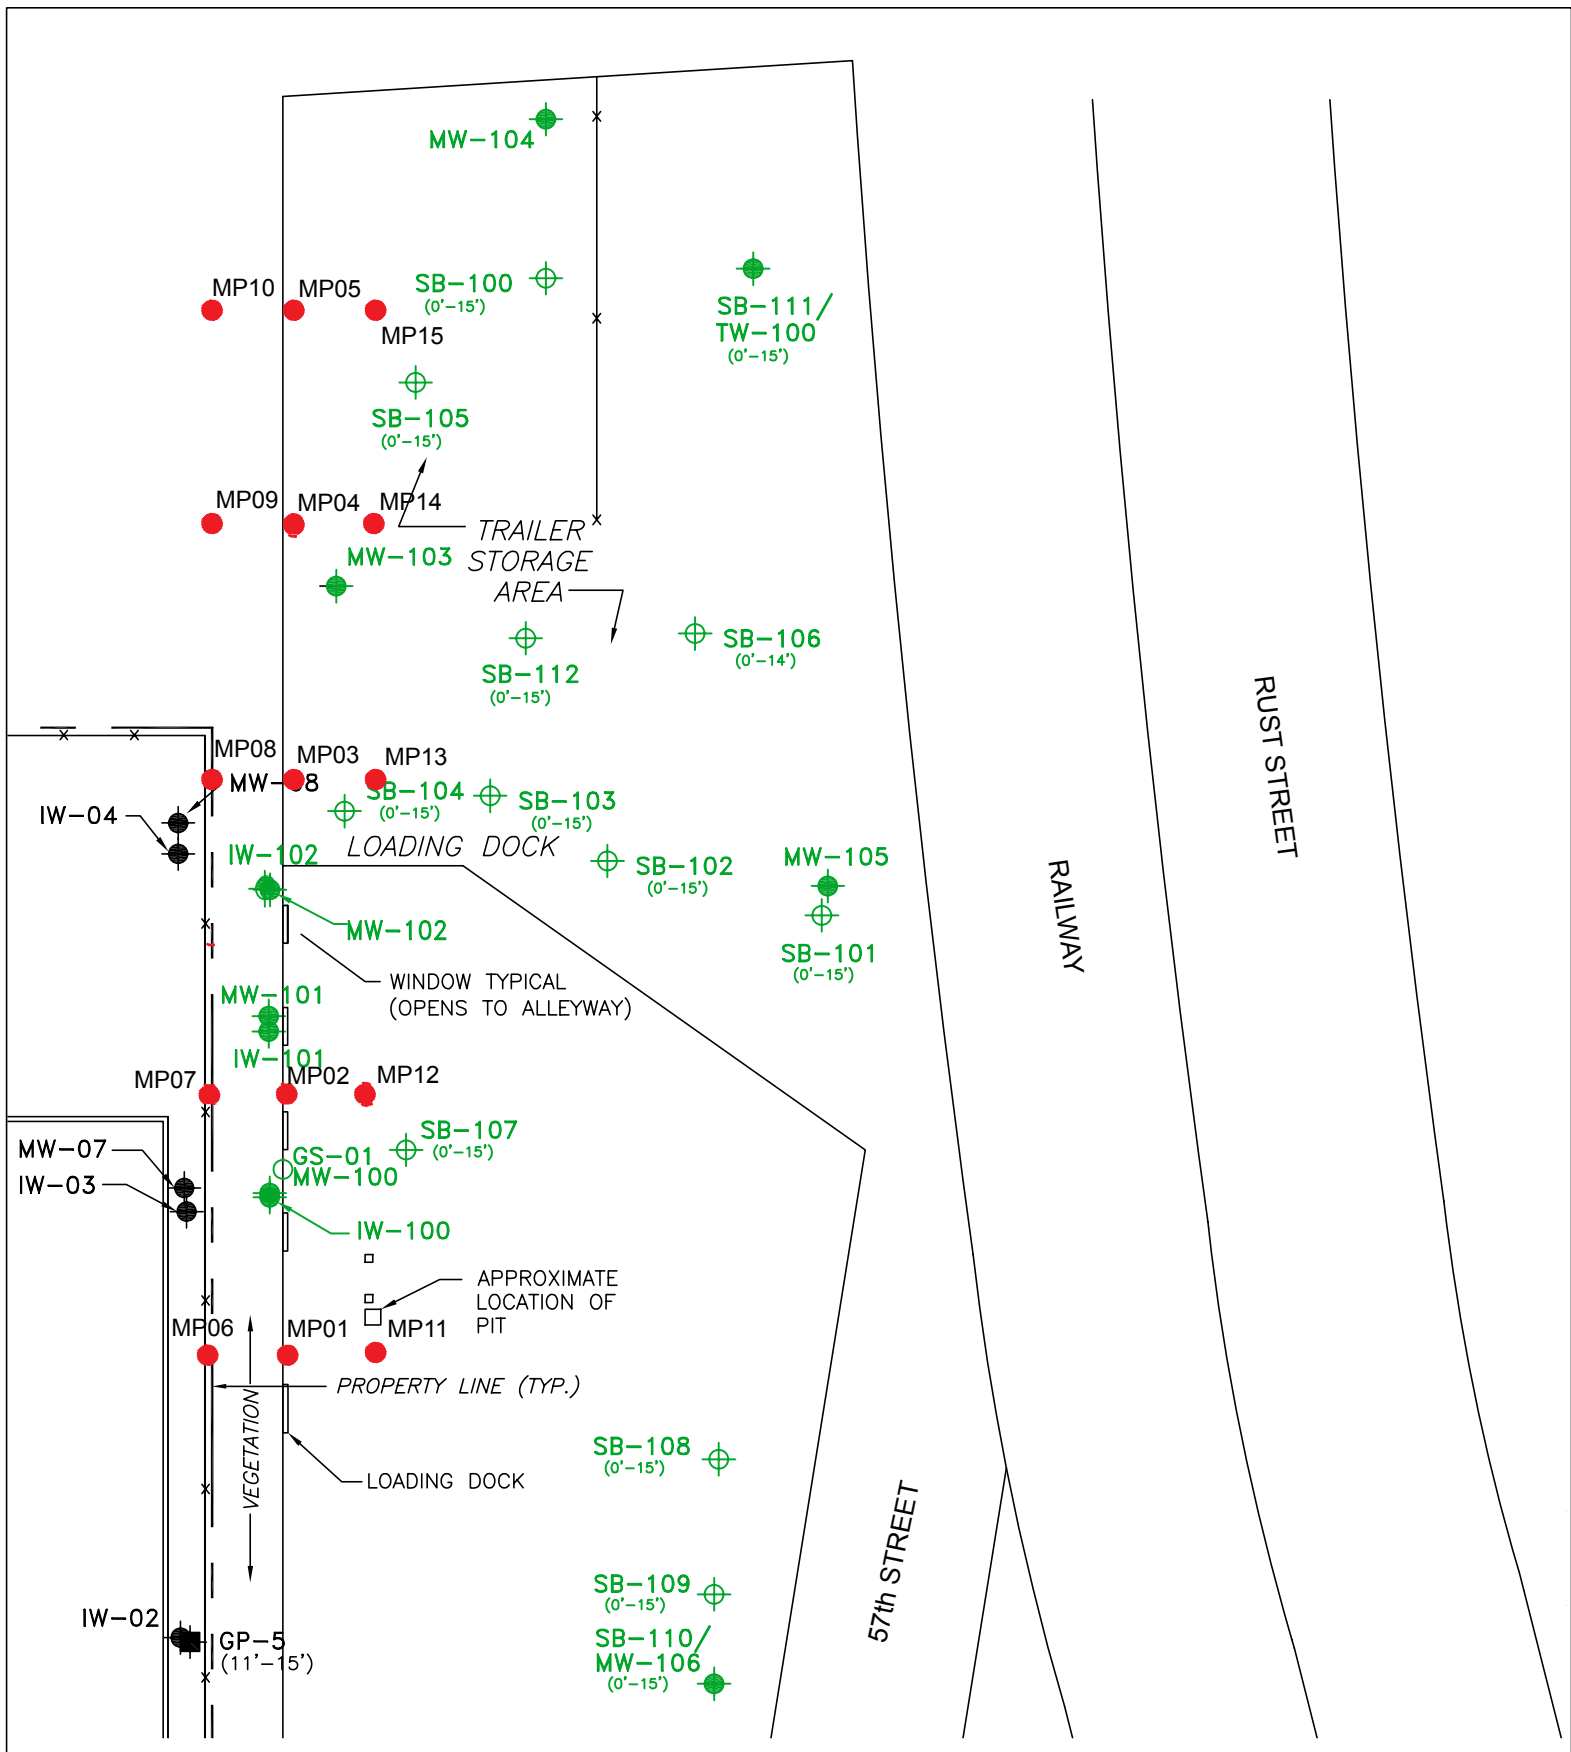 MW-104
MP10
MP05
SB-100
(0'-15')
MP15
SB-111/
TW-100
(0'-15')
SB-105
(0'-15')
MP09
MP04
MP14
TRAILER
STORAGE
AREA
MW-103
SB-106
(0'-14')
SB-112
(0'-15')
RUST STREET
MP08
MP03
MP13
MW-08
IW-04
SB-104
(0'-15')
SB-103
(0'-15')
LOADING DOCK
IW-102
SB-102
(0'-15')
MW-105
RAILWAY
MW-102
SB-101
(0'-15')
WINDOW TYPICAL
(OPENS TO ALLEYWAY)
MW-101
IW-101
MP07
MP02
MP12
SB-107
(0'-15')
MW-07
GS-01
MW-100
IW-03
IW-100
APPROXIMATE
LOCATION OF
PIT
MP06
MP01
MP11
PROPERTY LINE (TYP.)
VEGETATION
SB-108
(0'-15')
LOADING DOCK
57th STREET
SB-109
(0'-15')
IW-02
GP-5
(11'-15')
SB-110/
MW-106
(0'-15')